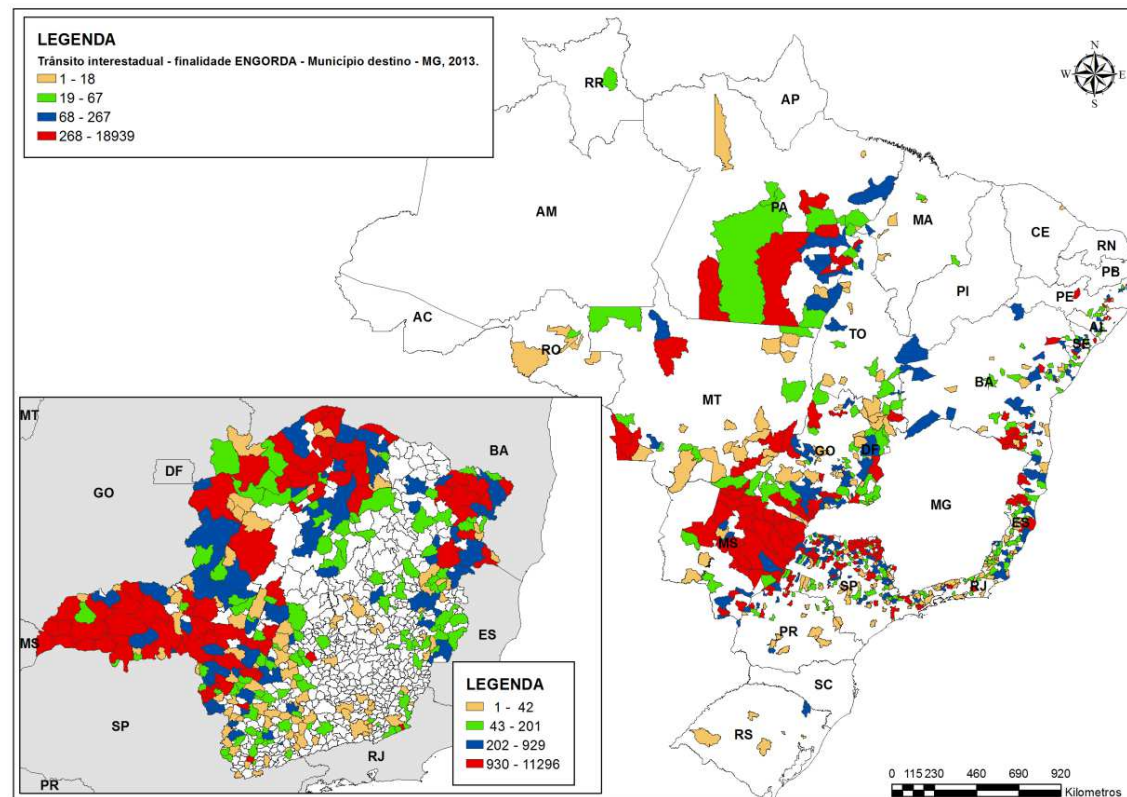 LEGENDA
Trânsito interestadual - finalidade ENGORDA - Município destino - MG, 2013.
1 - 18
19 - 67
68 - 267
268 - 18939
N
W E
S
RR
AP
AM
PA
MA
CE
RN
PB
PE
PI
AL
SE
AC
RO
TO
BA
MT
GO
DF
MG
ES
MS
SP
RJ
PR
SC
RS
MT
DF
BA
GO
MS
ES
SP
RJ
PR
LEGENDA
1 - 42
43 - 201
202 - 929
930 - 11296
0 115 230 460 690 920
Kilometros